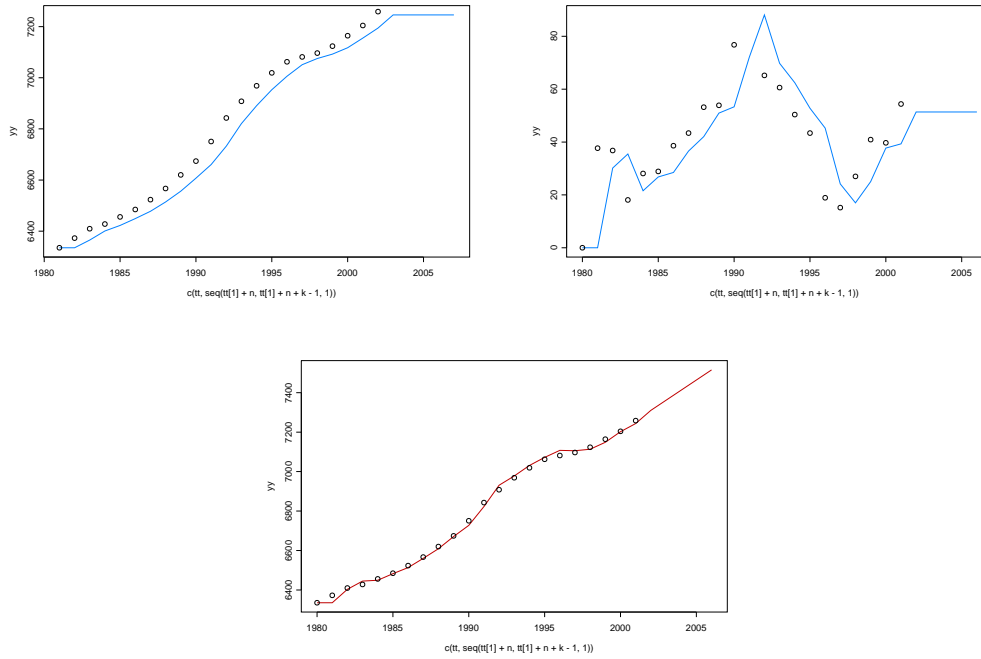 yy
7200
7000
6800
6600
6400
1980 1985 1990 1995 2000 2005
c(tt, seq(tt[1] + n, tt[1] + n + k - 1, 1))
yy
80
60
40
20
0
1980 1985 1990 1995 2000 2005
c(tt, seq(tt[1] + n, tt[1] + n + k - 1, 1))
yy
7400
7200
7000
6800
6600
6400
1980 1985 1990 1995 2000 2005
c(tt, seq(tt[1] + n, tt[1] + n + k - 1, 1))